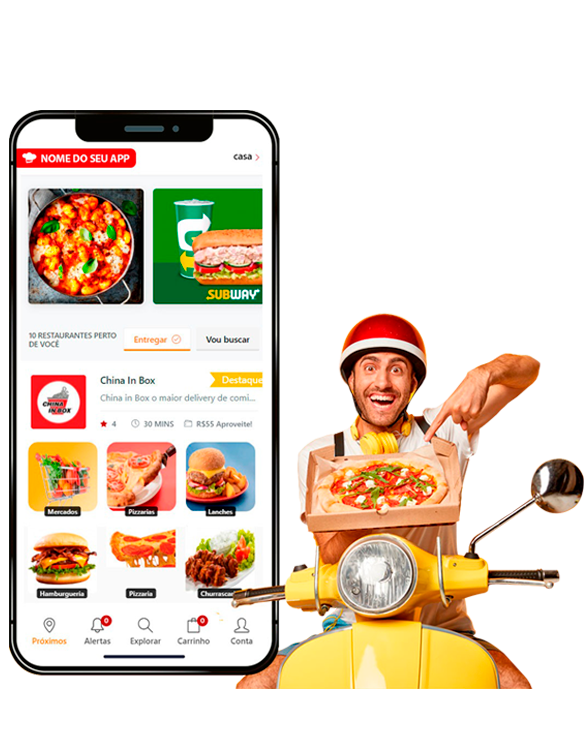 NOME DO SEU APP
casa >
SUBWAY
10 RESTAURANTES PERTO
DE VOCÊ
Entregar
Vou buscar
China In Box
Destaque
China in Box o maior delivery de comi...
CHINA
IN BOX
4
30 MINS
R$55 Aproveite!
Mercados
Pizzarias
Lanches
Hamburgueria
Pizzaria
Churrascar
0
0
Próximos
Alertas
Explorar
Carrinho
Conta